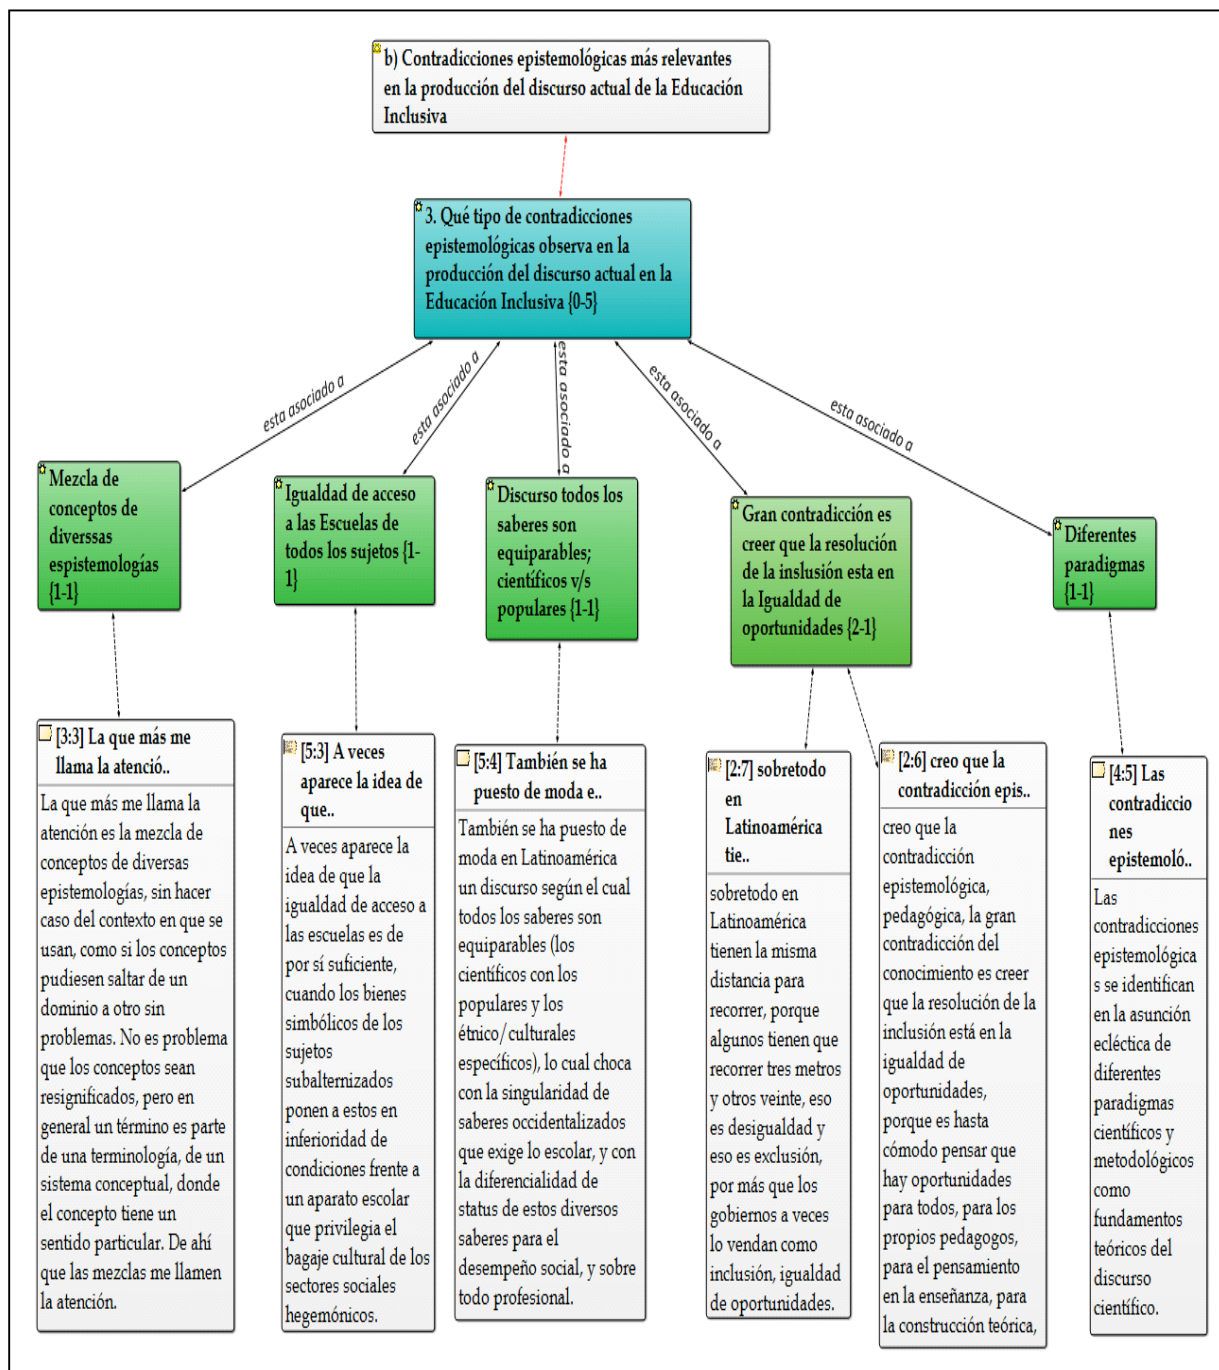 b) Contradicciones epistemológicas más relevantes
en la producción del discurso actual de la Educación
Inclusiva
3. Qué tipo de contradicciones
epistemológicas observa en la
producción del discurso actual en la
Educación Inclusiva {0-5}
esta asociado a
esta asociado a
esta asociado a
esta asociado a
esta asociado a
Mezcla de
conceptos de
diverssas
espistemologías
{1-1}
Igualdad de acceso
a las Escuelas de
todos los sujetos {1-
1}
Discurso todos los
saberes son
equiparables;
científicos v/s
populares {1-1}
Gran contradicción es
creer que la resolución
de la inslusión esta en
la Igualdad de
oportunidades {2-1}
Diferentes
paradigmas
{1-1}
[3:3] La que más me
llama la atenció..
La que más me llama la
atención es la mezcla de
conceptos de diversas
epistemologías, sin hacer
caso del contexto en que se
usan, como si los conceptos
pudiesen saltar de un
dominio a otro sin
problemas. No es problema
que los conceptos sean
resignificados, pero en
general un término es parte
de una terminología, de un
sistema conceptual, donde
el concepto tiene un
sentido particular. De ahí
que las mezclas me llamen
la atención.
[5:3] A veces
aparece la idea de
que..
A veces aparece la
idea de que la
igualdad de acceso a
las escuelas es de
por sí suficiente,
cuando los bienes
simbólicos de los
sujetos
subalternizados
ponen a estos en
inferioridad de
condiciones frente a
un aparato escolar
que privilegia el
bagaje cultural de los
sectores sociales
hegemónicos.
[5:4] También se ha
puesto de moda e..
También se ha puesto de
moda en Latinoamérica
un discurso según el cual
todos los saberes son
equiparables (los
científicos con los
populares y los
étnico/culturales
específicos), lo cual choca
con la singularidad de
saberes occidentalizados
que exige lo escolar, y con
la diferencialidad de
status de estos diversos
saberes para el
desempeño social, y sobre
todo profesional.
[2:7] sobretodo
en
Latinoamérica
tie..
sobretodo en
Latinoamérica
tienen la misma
distancia para
recorrer, porque
algunos tienen que
recorrer tres metros
y otros veinte, eso
es desigualdad y
eso es exclusión,
por más que los
gobiernos a veces
lo vendan como
inclusión, igualdad
de oportunidades.
[2:6] creo que la
contradicción epis..
creo que la
contradicción
epistemológica,
pedagógica, la gran
contradicción del
conocimiento es creer
que la resolución de la
inclusión está en la
igualdad de
oportunidades,
porque es hasta
cómodo pensar que
hay oportunidades
para todos, para los
propios pedagogos,
para el pensamiento
en la enseñanza, para
la construcción teórica,
[4:5] Las
contradiccio
nes
epistemoló..
Las
contradicciones
epistemológica
s se identifican
en la asunción
ecléctica de
diferentes
paradigmas
científicos y
metodológicos
como
fundamentos
teóricos del
discurso
científico.